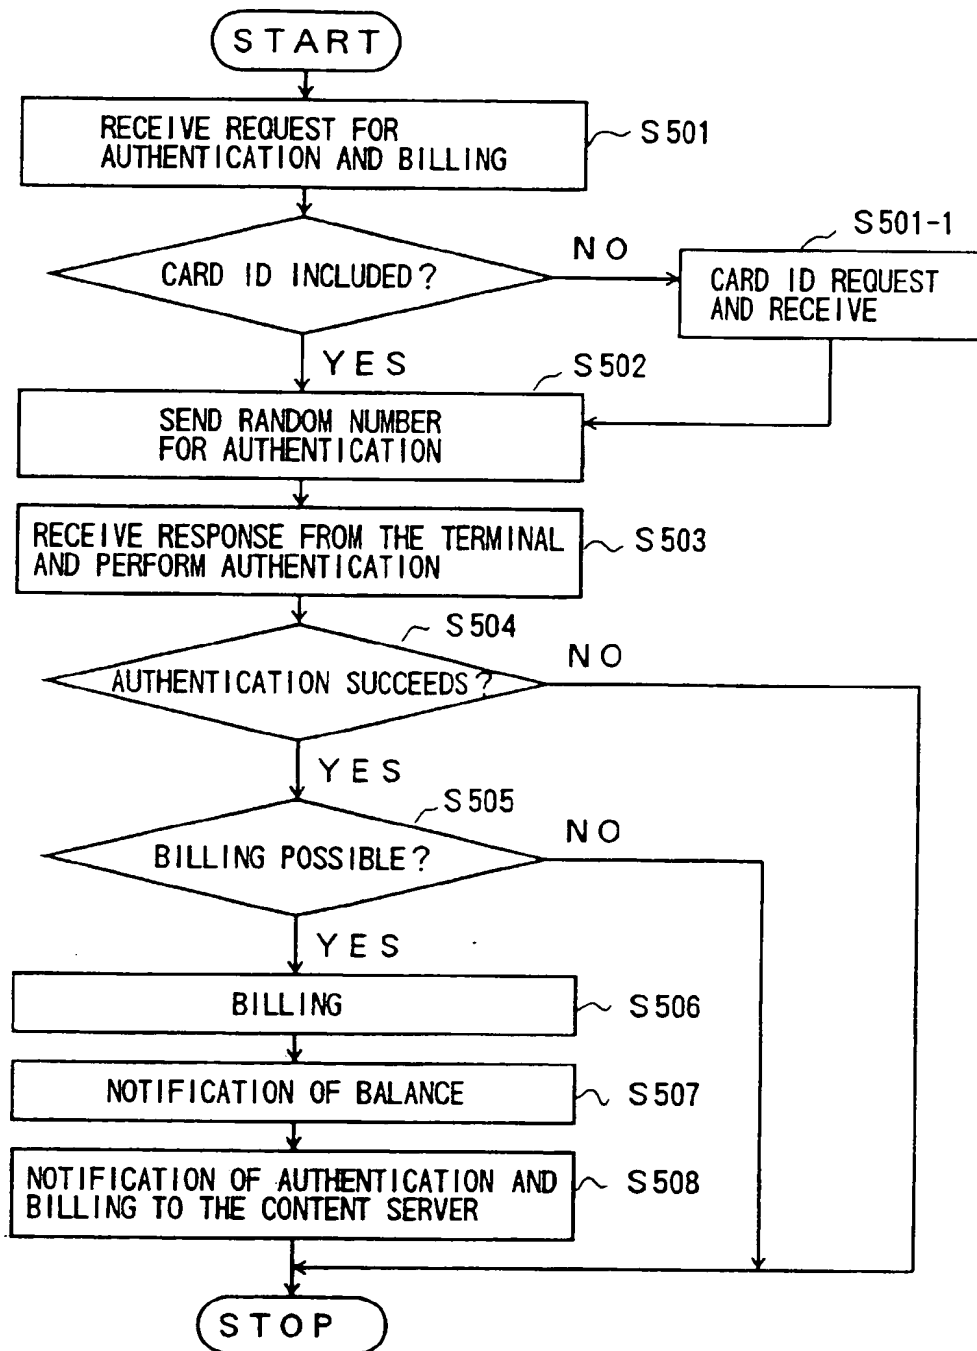 START
RECEIVE REQUEST FOR
AUTHENTICATION AND BILLING
S501
CARD ID INCLUDED?
NO
S501-1
CARD ID REQUEST
AND RECEIVE
YES
S502
SEND RANDOM NUMBER
FOR AUTHENTICATION
RECEIVE RESPONSE FROM THE TERMINAL
AND PERFORM AUTHENTICATION
S503
S504
AUTHENTICATION SUCCEEDS?
NO
YES
S505
BILLING POSSIBLE?
NO
YES
BILLING
S506
NOTIFICATION OF BALANCE
S507
NOTIFICATION OF AUTHENTICATION AND
BILLING TO THE CONTENT SERVER
S508
STOP